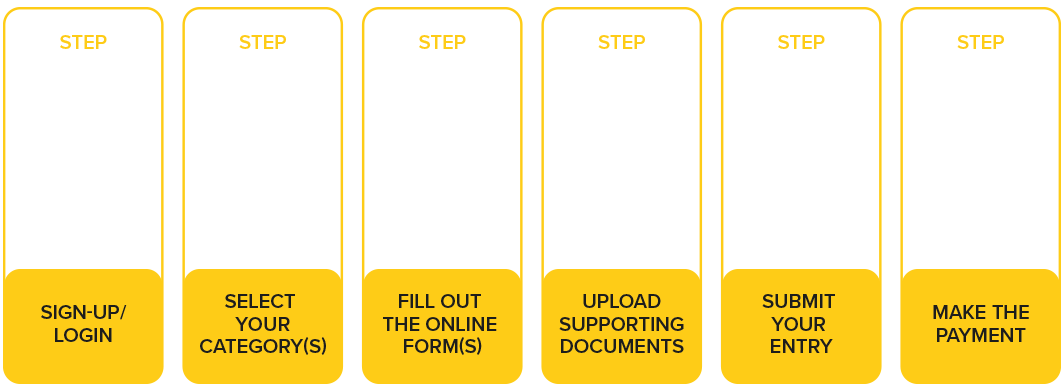 STEP
SIGN-UP/
LOGIN
STEP
SELECT
YOUR
CATEGORY(S)
STEP
FILL OUT
THE ONLINE
FORM(S)
STEP
UPLOAD
SUPPORTING
DOCUMENTS
STEP
SUBMIT
YOUR
ENTRY
STEP
MAKE THE
PAYMENT